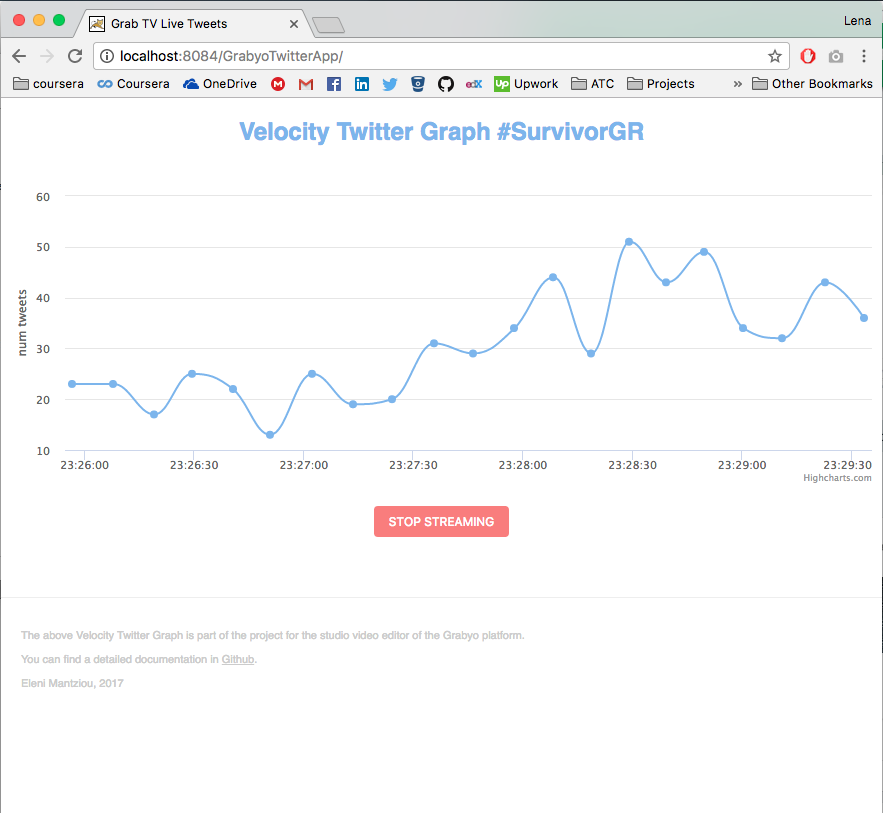 Grab TV Live Tweets
Lena
localhost:8084/GrabyoTwitterApp/
coursera Coursera OneDrive Upwork ATC Projects » Other Bookmarks
Velocity Twitter Graph #SurvivorGR
60
50
40
30
20
10
num tweets
23:26:00 23:26:30 23:27:00 23:27:30 23:28:00 23:28:30 23:29:00 23:29:30
Highcharts.com
STOP STREAMING
The above Velocity Twitter Graph is part of the project for the studio video editor of the Grabyo platform.
You can find a detailed documentation in Github.
Eleni Mantziou, 2017